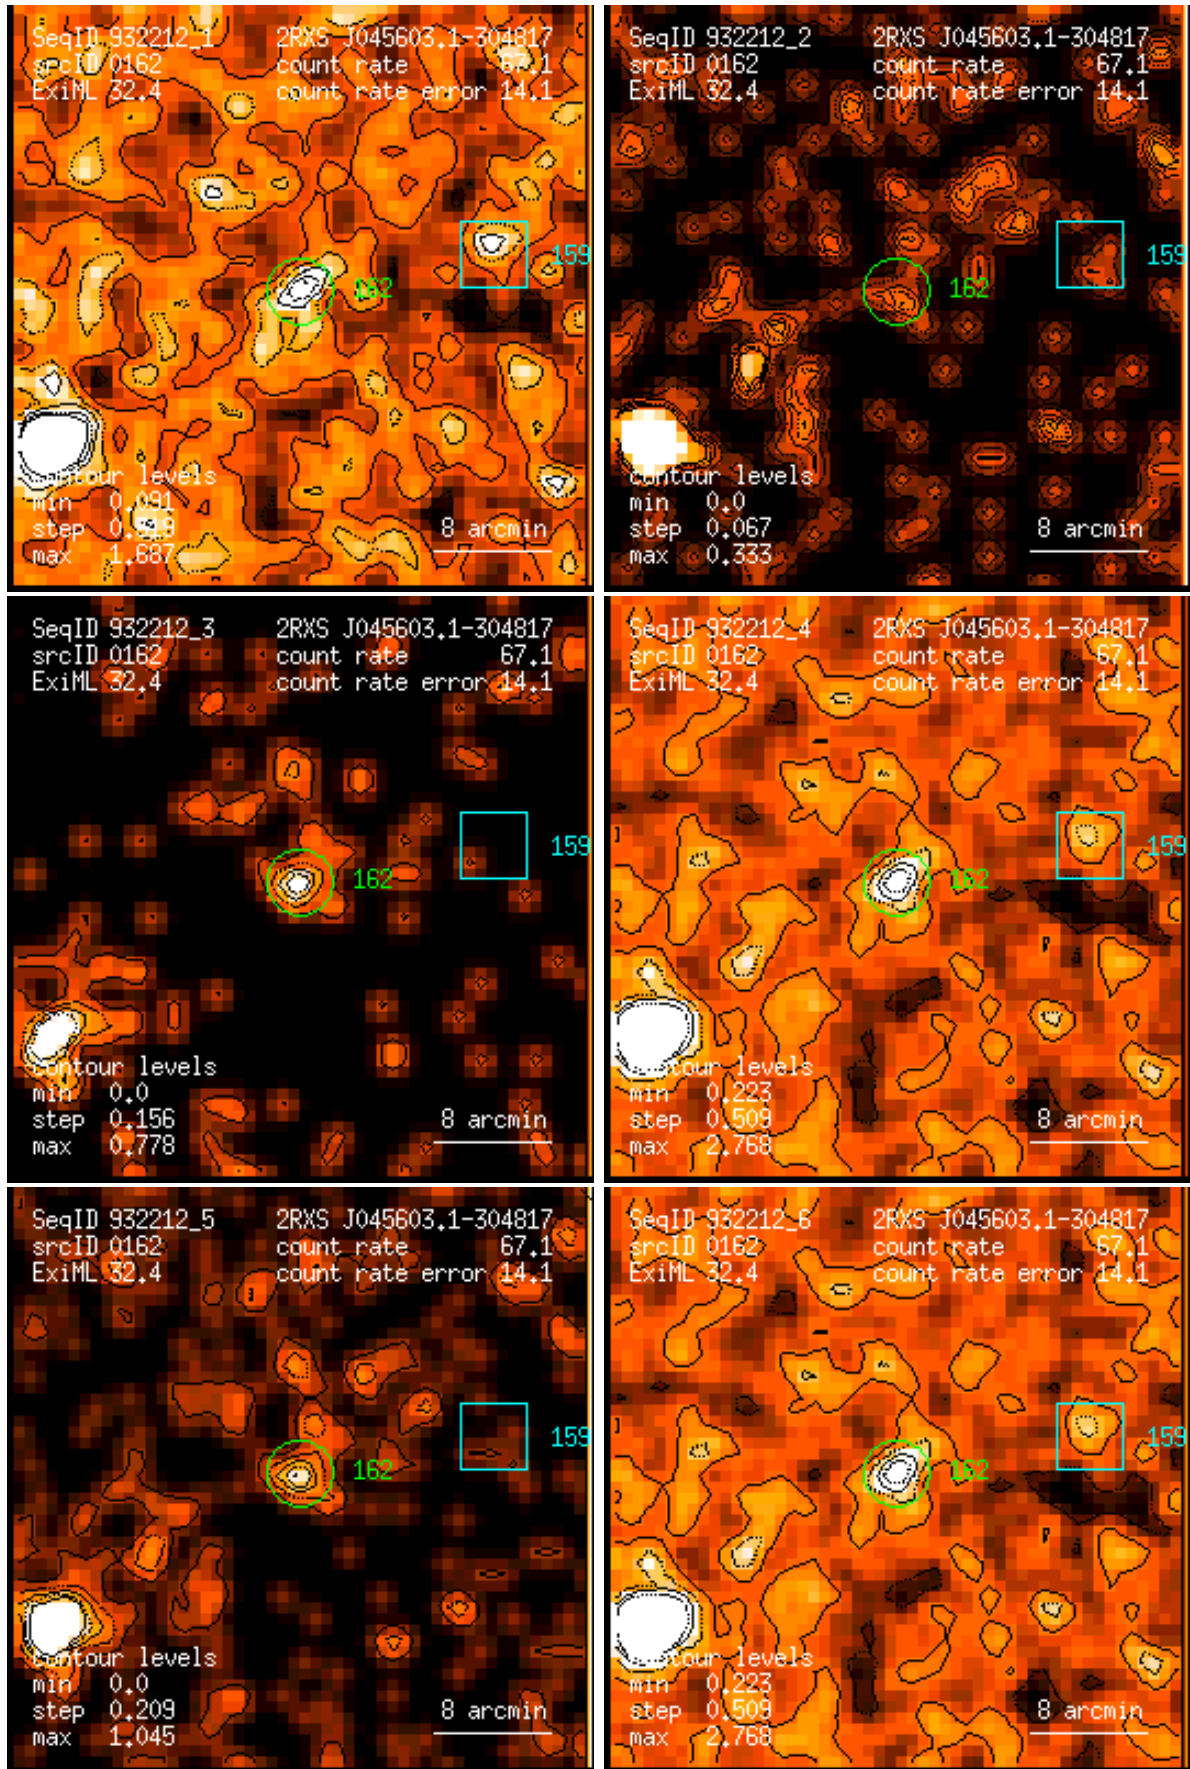 SeqID 932212_1 2RXS J045603.1-304817
srcID 0162 count rate 67.1
ExiML 32.4 count rate error 14.1
159
162
contour levels
min 0.091
step
max 1.687
8 arcmin
SeqID 932212_2 2RXS J045603.1-304817
srcID 0162 count rate 67.1
ExiML 32.4 count rate error 14.1
159
162
contour levels
min 0.0
step 0.067
max 0.333
8 arcmin
SeqID 932212_3 2RXS J045603.1-304817
srcID 0162 count rate 67.1
ExiML 32.4 count rate error 14.1
159
162
contour levels
min 0.0
step 0.156
max 0.778
8 arcmin
SeqID 932212_4 2RXS J045603.1-304817
srcID 0162 count rate 67.1
ExiML 32.4 count rate error 14.1
159
162
contour levels
min 0.223
step 0.509
max 2.768
8 arcmin
SeqID 932212_5 2RXS J045603.1-304817
srcID 0162 count rate 67.1
ExiML 32.4 count rate error 14.1
159
162
contour levels
min 0.0
step 0.209
max 1.045
8 arcmin
SeqID 932212_6 2RXS J045603.1-304817
srcID 0162 count rate 67.1
ExiML 32.4 count rate error 14.1
159
162
contour levels
min 0.223
step 0.509
max 2.768
8 arcmin